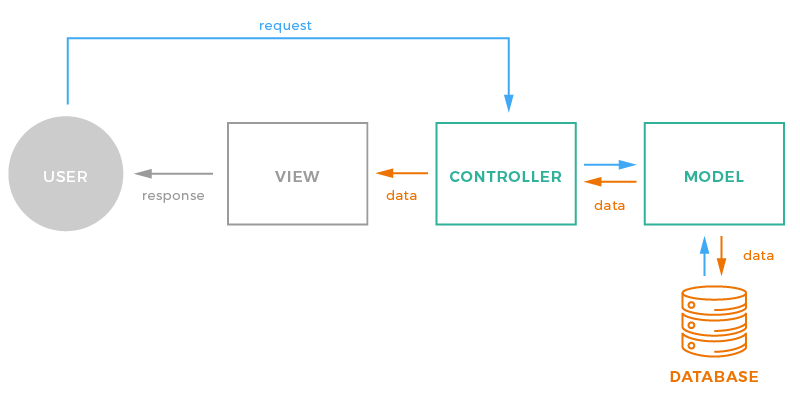 request
USER
VIEW
CONTROLLER
MODEL
response
data
data
data
DATABASE